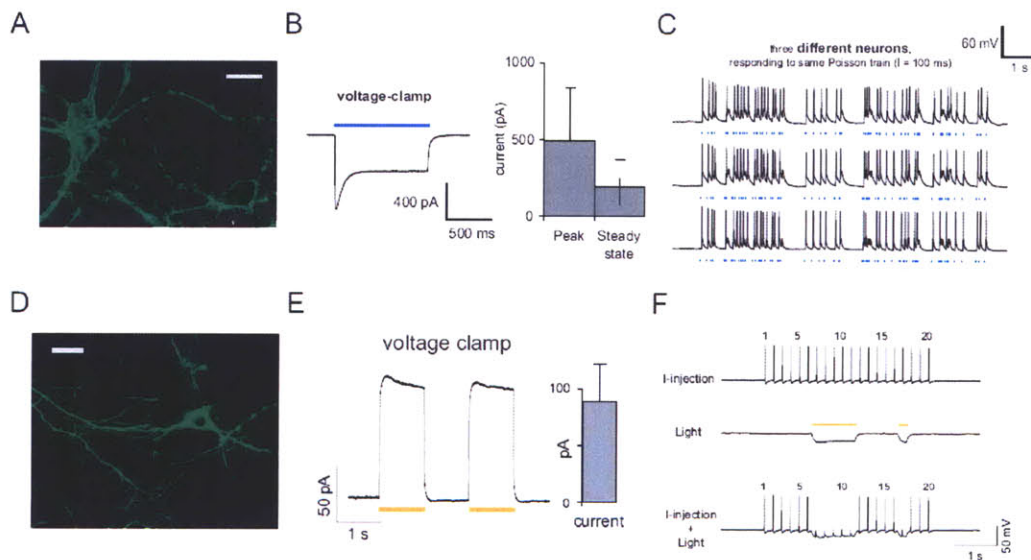 A
B
voltage-clamp
400 pA
500 ms
current (pA)
1000
500
0
Peak
Steady
state
C
60 mV
1 s
three different neurons,
responding to same Poisson train (l = 100 ms)
D
E
voltage clamp
50 pA
1 s
pA
100
0
current
F
1 5 10 15 20
I-injection
Light
1 5 10 15 20
I-injection
+
Light
50 mV
1 s